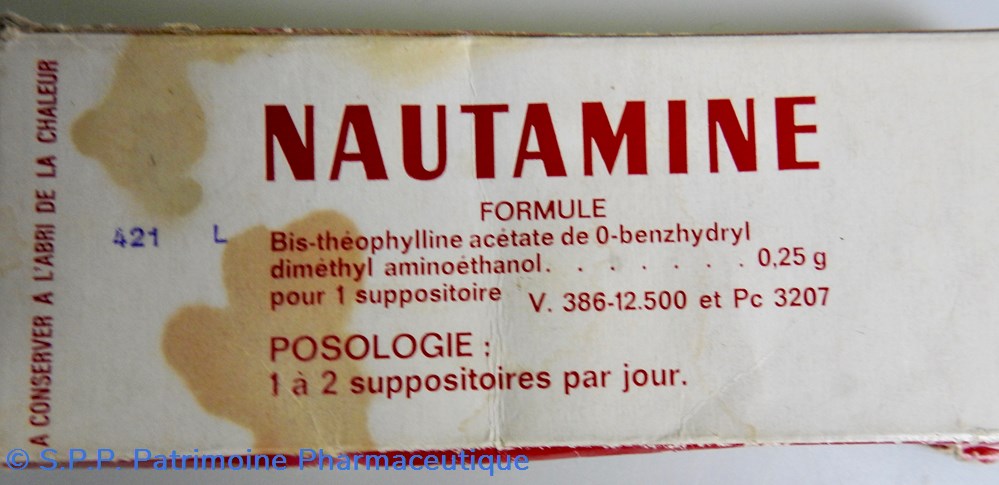 A CONSERVER A L'ABRI DE LA CHALEUR
NAUTAMINE
FORMULE
421 L
Bis-théophylline acétate de O-benzhydryl
diméthyl aminoéthanol. . . . . . . . 0,25 g
pour 1 suppositoire V. 386-12.500 et Pc 3207
POSOLOGIE :
1 à 2 suppositoires par jour.
© S.P.P. Patrimoine Pharmaceutique